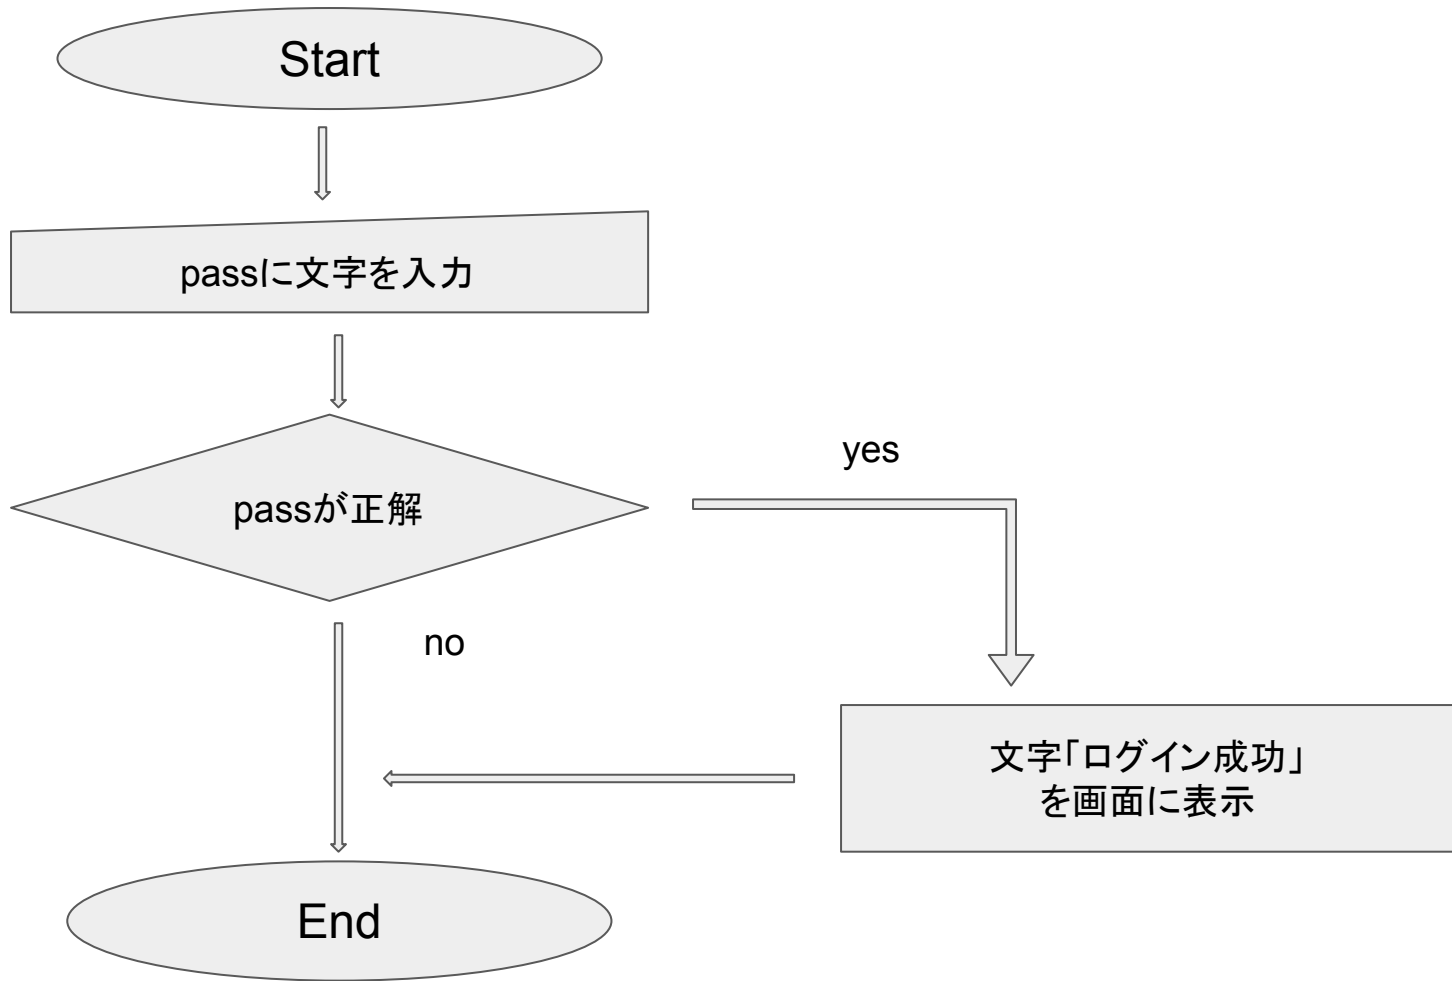 Start
passに文字を入力
passが正解
yes
no
文字「ログイン成功」
を画面に表示
End